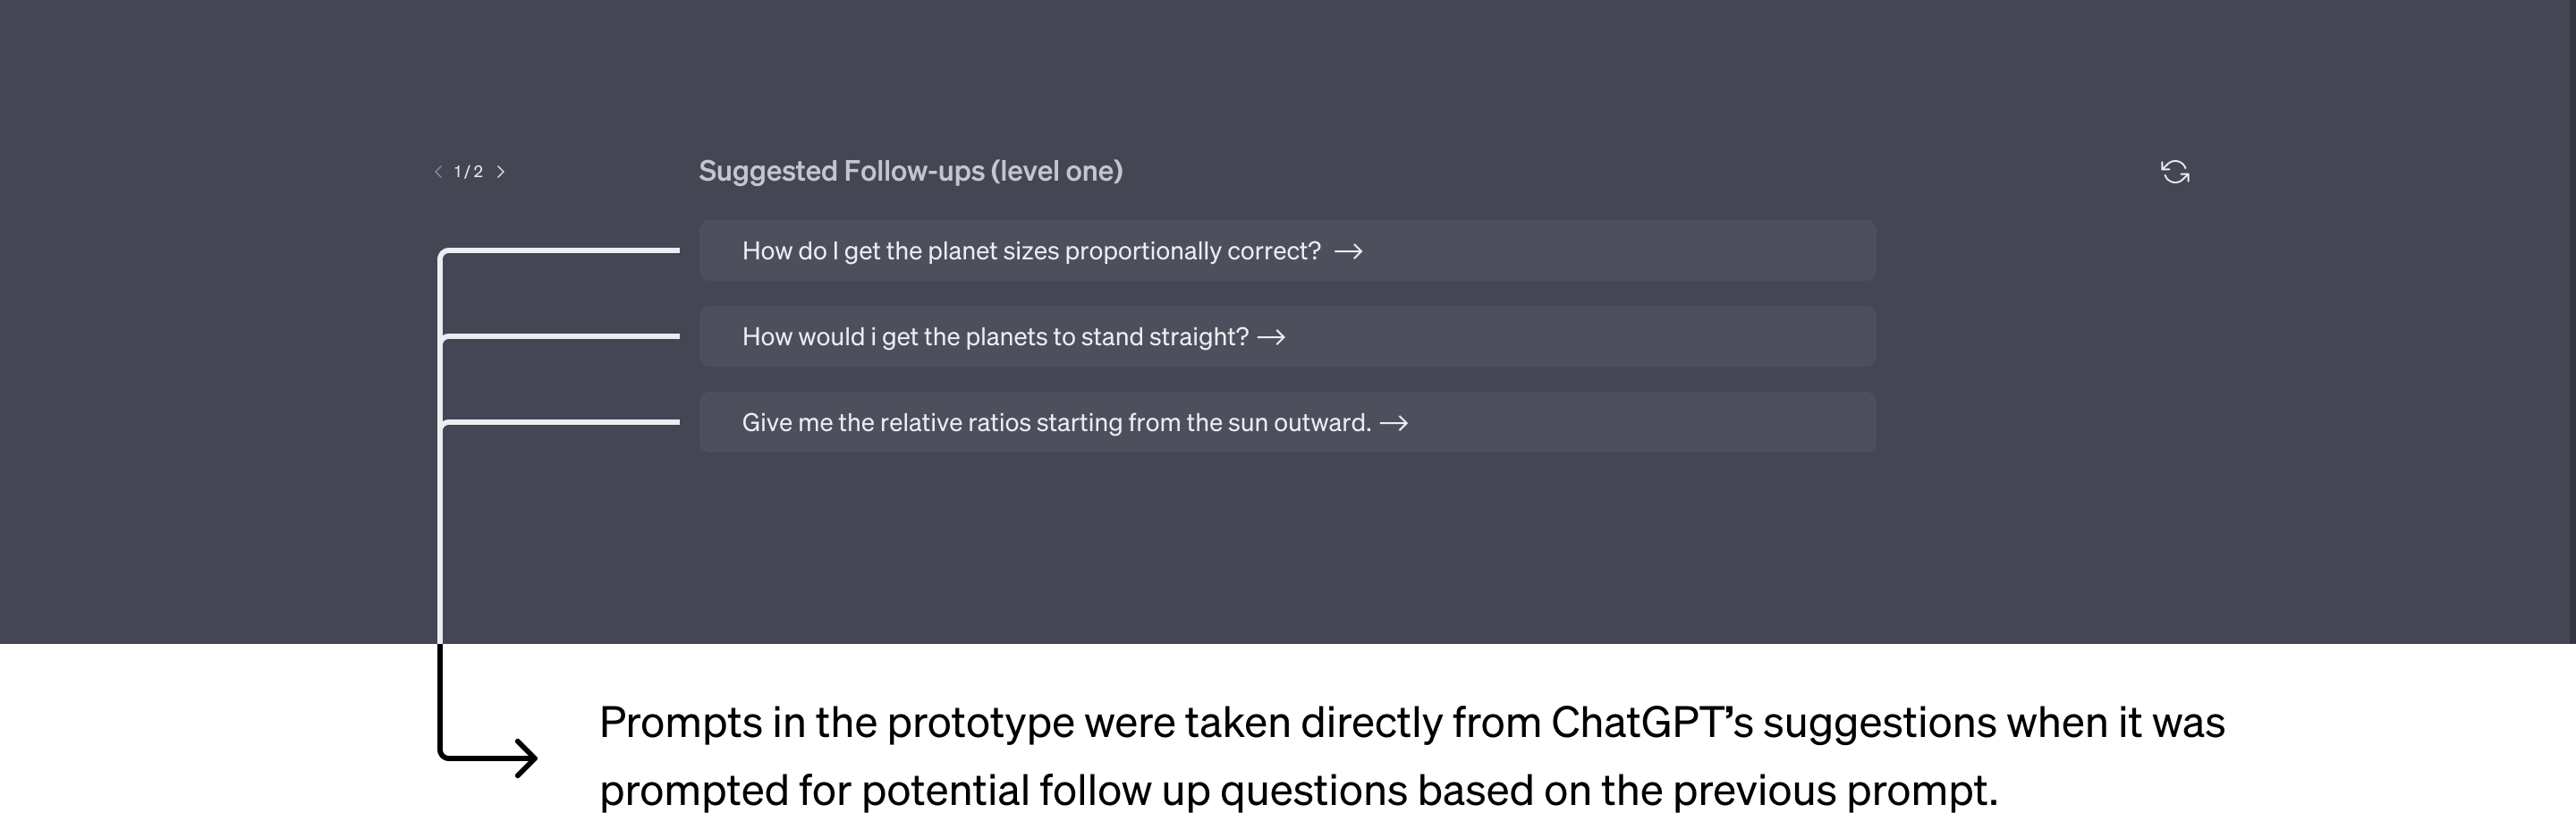 1/2
Suggested Follow-ups (level one)
How do I get the planet sizes proportionally correct?
How would i get the planets to stand straight?
Give me the relative ratios starting from the sun outward.
Prompts in the prototype were taken directly from ChatGPT’s suggestions when it was
prompted for potential follow up questions based on the previous prompt.